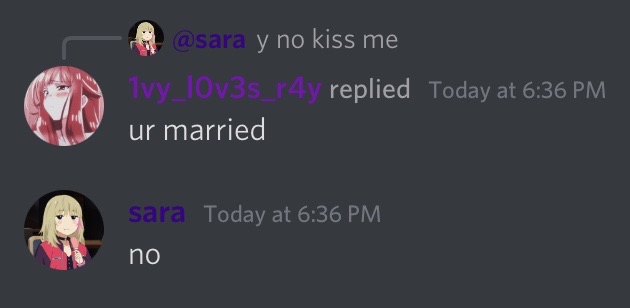 @sara y no kiss me
1vy_l0v3s_r4y replied Today at 6:36 PM
ur married
sara Today at 6:36 PM
no